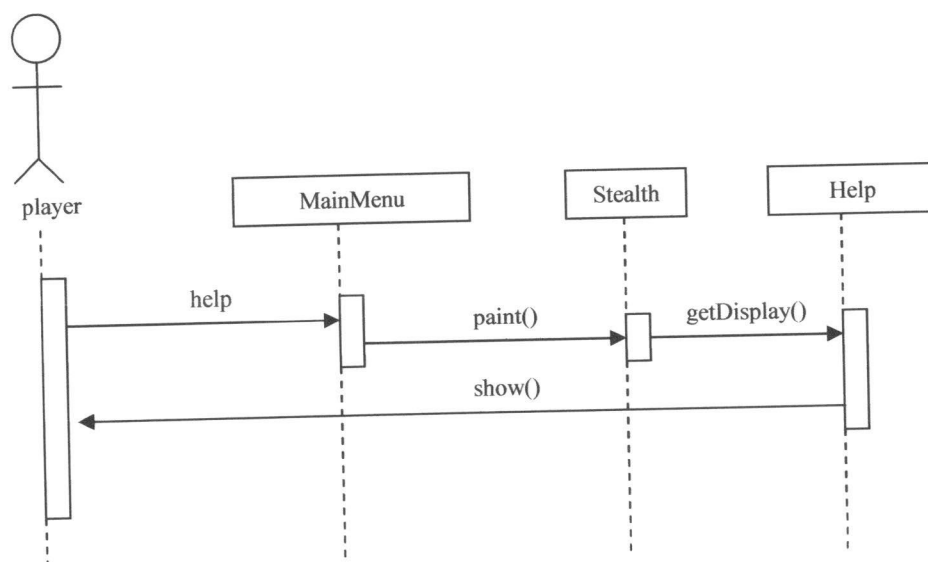 player
MainMenu
Stealth
Help
help
paint()
getDisplay()
show()